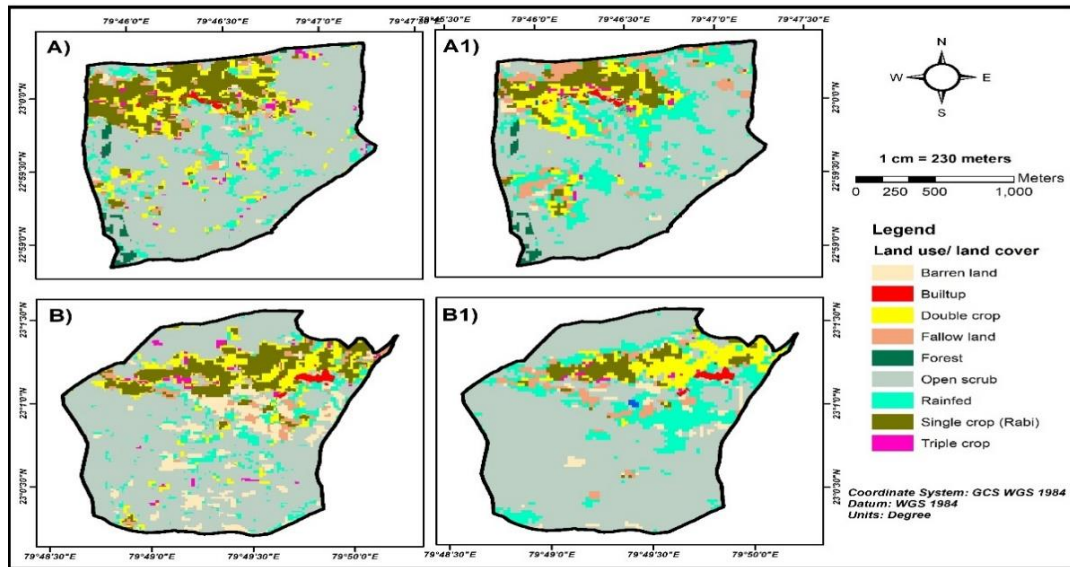 79°46'0"E 79°46'30"E 79°47'0"E 79°47'30"E
79°45'30"E 79°46'0"E 79°46'30"E 79°47'0"E 79°47'30"E
A)
A1)
23°0'0"N
22°59'30"N
22°59'0"N
23°0'0"N
22°59'30"N
22°59'0"N
N
W E
S
1 cm = 230 meters
Meters
0 250 500 1,000
Legend
Land use/ land cover
Barren land
Builtup
Double crop
Fallow land
Forest
Open scrub
Rainfed
Single crop (Rabi)
Triple crop
B)
B1)
23°1'30"N
23°1'0"N
23°0'30"N
23°1'30"N
23°1'0"N
23°0'30"N
79°48'30"E 79°49'0"E 79°49'30"E 79°50'0"E
79°48'30"E 79°49'0"E 79°49'30"E 79°50'0"E
Coordinate System: GCS WGS 1984
Datum: WGS 1984
Units: Degree